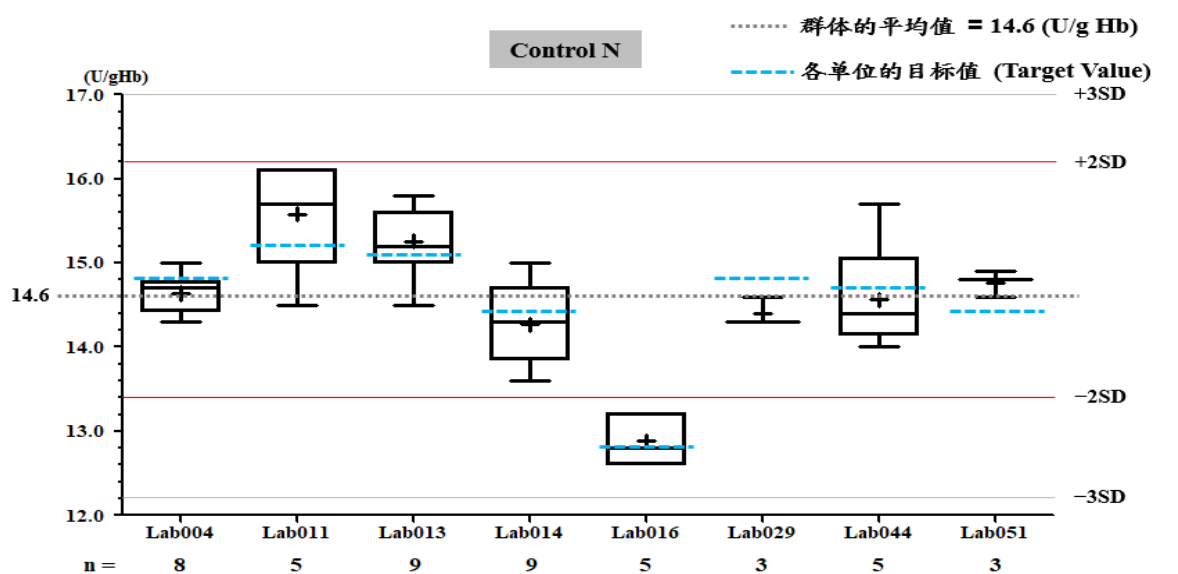 群体的平均值 = 14.6 (U/g Hb)
Control N
各单位的目标值 (Target Value)
(U/gHb)
17.0
+3SD
+2SD
16.0
15.0
14.6
14.0
−2SD
13.0
−3SD
12.0
Lab004 Lab011 Lab013 Lab014 Lab016 Lab029 Lab044 Lab051
n = 8 5 9 9 5 3 5 3